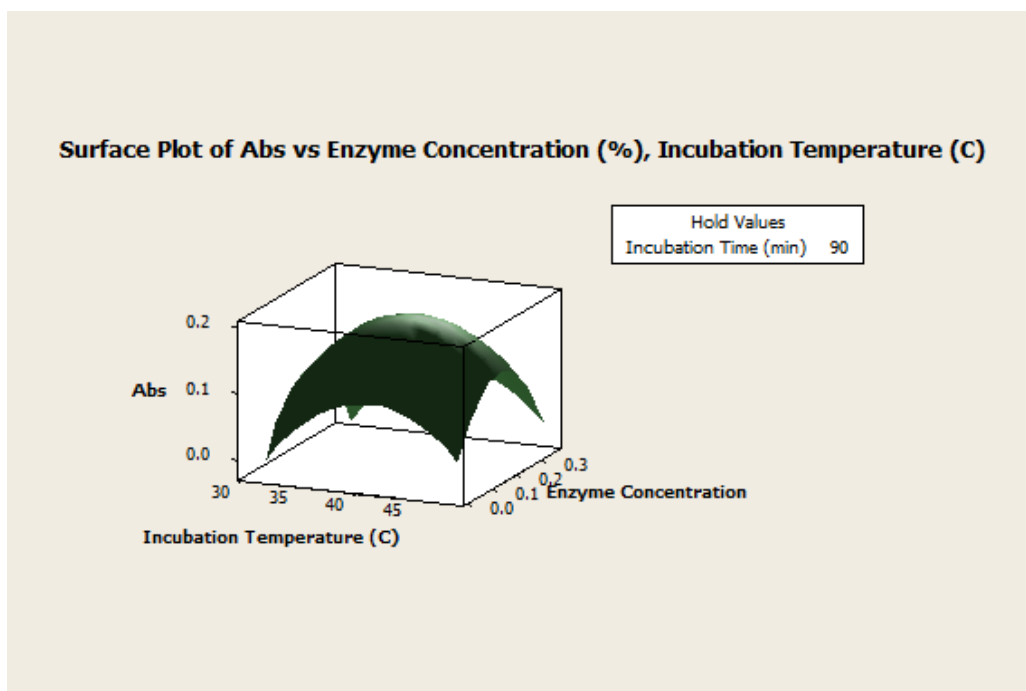 Surface Plot of Abs vs Enzyme Concentration (%), Incubation Temperature (C)
Hold Values
Incubation Time (min) 90
0.2
Abs 0.1
0.0
30 35 40 45
Incubation Temperature (C)
0.0 0.1 0.2 0.3
Enzyme Concentration